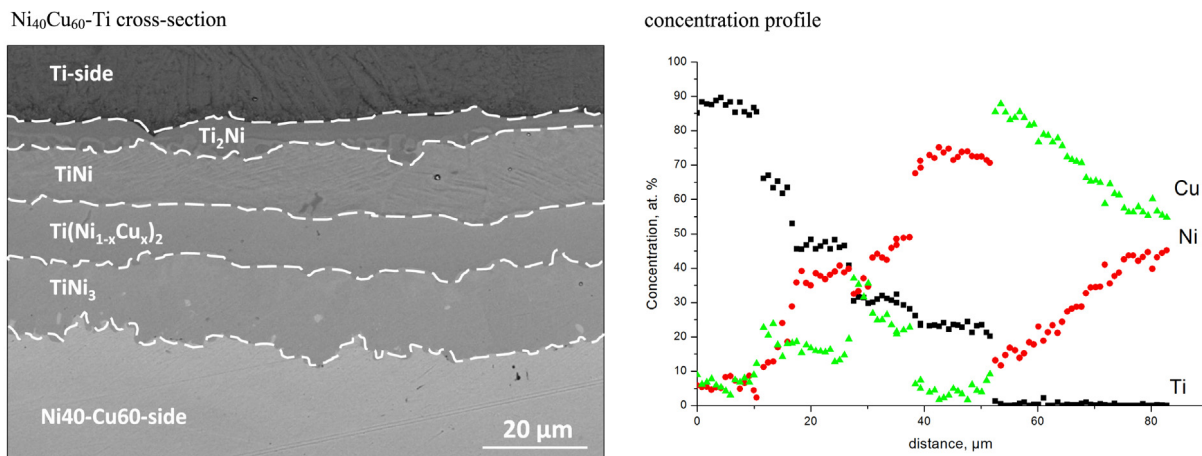 Ni₄₀Cu₆₀-Ti cross-section
Ti-side
Ti₂Ni
TiNi
Ti(Ni₁₋ₓCuₓ)₂
TiNi₃
Ni40-Cu60-side
20 µm
concentration profile
100
90
80
70
60
50
40
30
20
10
0
Concentration, at. %
0 20 40 60 80
distance, µm
Cu
Ni
Ti